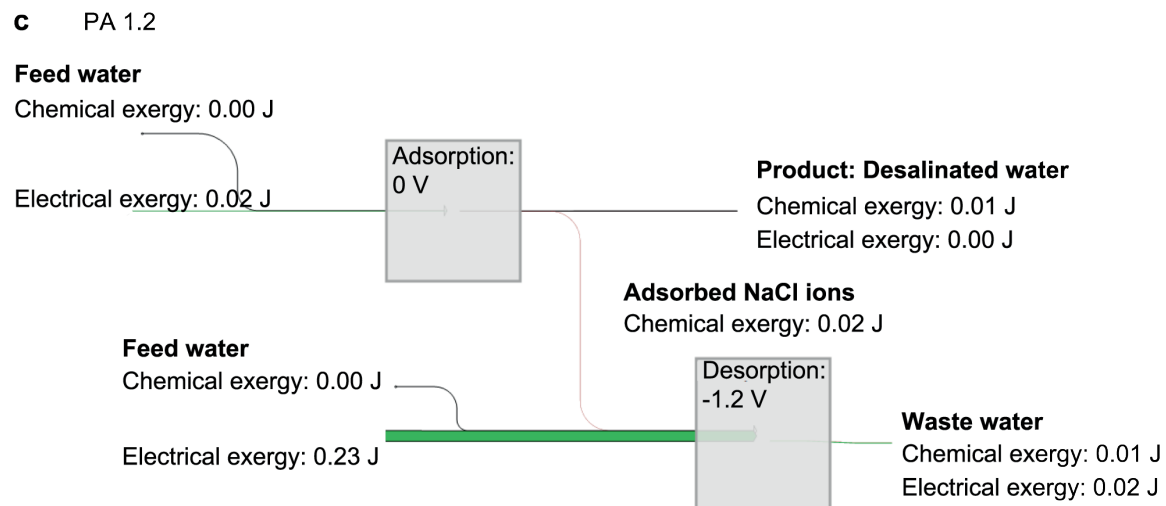 c PA 1.2
Feed water
Chemical exergy: 0.00 J
Electrical exergy: 0.02 J
Adsorption:
0 V
Product: Desalinated water
Chemical exergy: 0.01 J
Electrical exergy: 0.00 J
Adsorbed NaCl ions
Chemical exergy: 0.02 J
Feed water
Chemical exergy: 0.00 J
Electrical exergy: 0.23 J
Desorption:
-1.2 V
Waste water
Chemical exergy: 0.01 J
Electrical exergy: 0.02 J